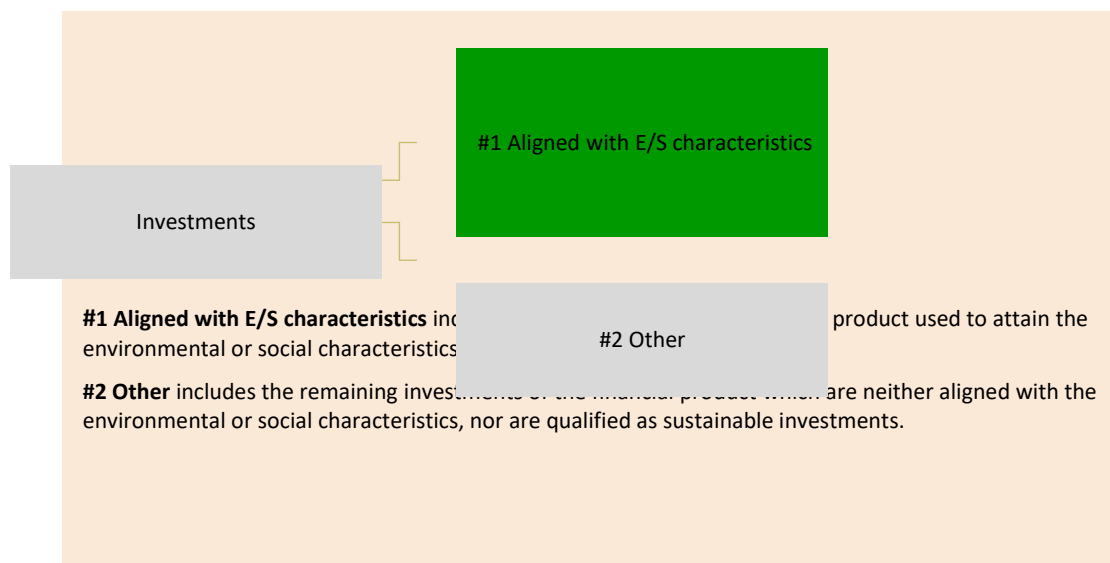 #1 Aligned with E/S characteristics
Investments
#2 Other
#1 Aligned with E/S characteristics product used to attain the
environmental or social characteristics
#2 Other includes the remaining investments of the financial product which are neither aligned with the
environmental or social characteristics, nor are qualified as sustainable investments.